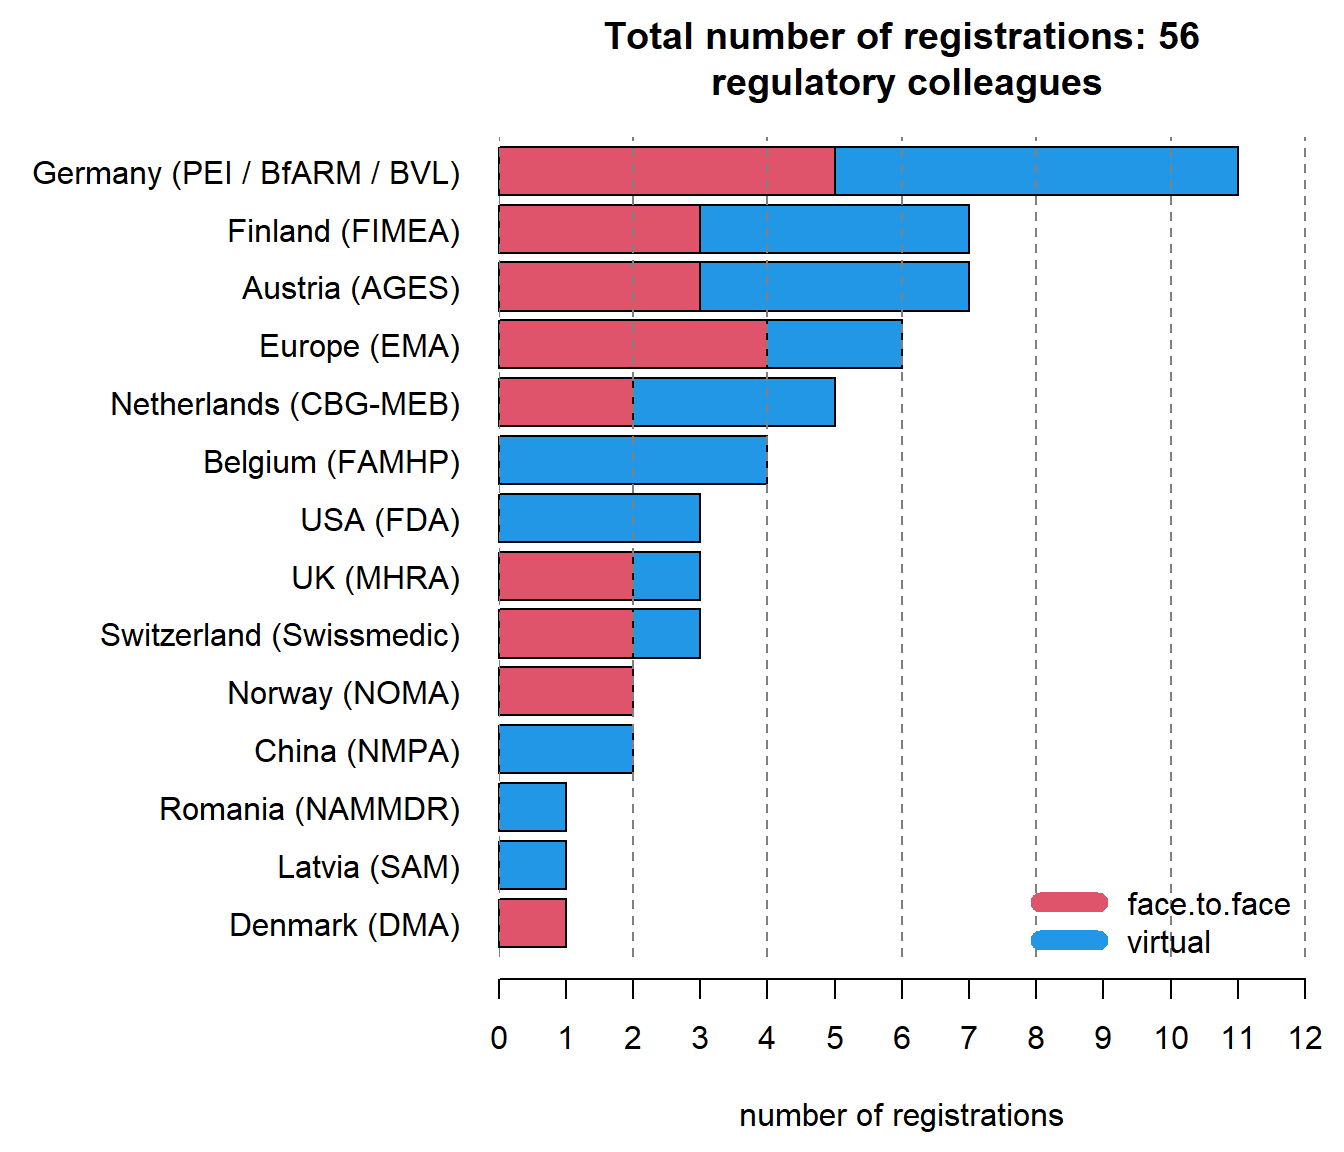 Total number of registrations: 56
regulatory colleagues
Germany (PEI / BfARM / BVL)
Finland (FIMEA)
Austria (AGES)
Europe (EMA)
Netherlands (CBG-MEB)
Belgium (FAMHP)
USA (FDA)
UK (MHRA)
Switzerland (Swissmedic)
Norway (NOMA)
China (NMPA)
Romania (NAMMDR)
Latvia (SAM)
Denmark (DMA)
face.to.face
virtual
0 1 2 3 4 5 6 7 8 9 10 11 12
number of registrations